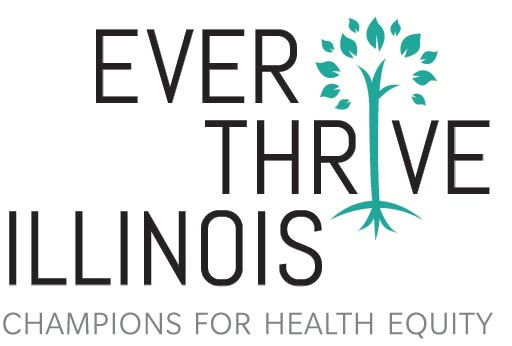 EVER
THRIVE
ILLINOIS
CHAMPIONS FOR HEALTH EQUITY